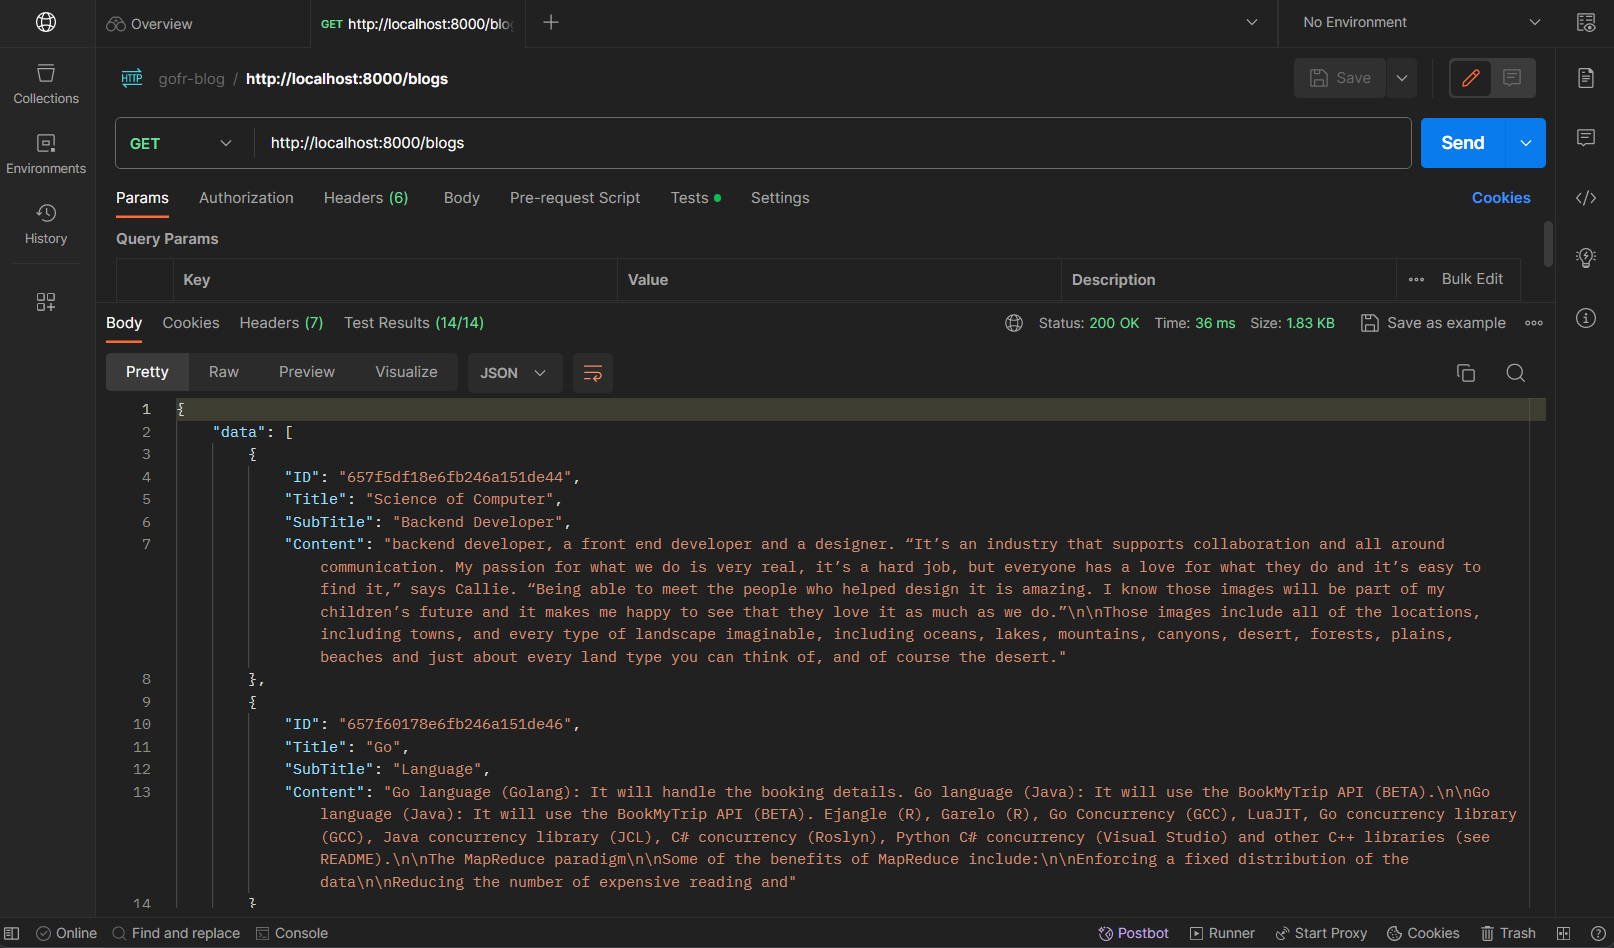 Overview
GET http://localhost:8000/blo
No Environment
Collections
Environments
History
HTTP
gofr-blog / http://localhost:8000/blogs
Save
GET
http://localhost:8000/blogs
Send
Params Authorization Headers (6) Body Pre-request Script Tests Settings Cookies
Query Params
Key Value Description Bulk Edit
Body Cookies Headers (7) Test Results (14/14) Status: 200 OK Time: 36 ms Size: 1.83 KB Save as example
Pretty Raw Preview Visualize JSON
1 {
2 "data": [
3 {
4 "ID": "657f5df18e6fb246a151de44",
5 "Title": "Science of Computer",
6 "SubTitle": "Backend Developer",
7 "Content": "backend developer, a front end developer and a designer. “It’s an industry that supports collaboration and all around
communication. My passion for what we do is very real, it’s a hard job, but everyone has a love for what they do and it’s easy to
find it,” says Callie. “Being able to meet the people who helped design it is amazing. I know those images will be part of my
children’s future and it makes me happy to see that they love it as much as we do.”\n\nThose images include all of the locations,
including towns, and every type of landscape imaginable, including oceans, lakes, mountains, canyons, desert, forests, plains,
beaches and just about every land type you can think of, and of course the desert."
8 },
9 {
10 "ID": "657f60178e6fb246a151de46",
11 "Title": "Go",
12 "SubTitle": "Language",
13 "Content": "Go language (Golang): It will handle the booking details. Go language (Java): It will use the BookMyTrip API (BETA).\n\nGo
language (Java): It will use the BookMyTrip API (BETA). Ejangle (R), Garelo (R), Go Concurrency (GCC), LuaJIT, Go concurrency library
(GCC), Java concurrency library (JCL), C# concurrency (Roslyn), Python C# concurrency (Visual Studio) and other C++ libraries (see
README).\n\nThe MapReduce paradigm\n\nSome of the benefits of MapReduce include:\n\nEnforcing a fixed distribution of the
data\n\nReducing the number of expensive reading and"
14 }
Online Find and replace Console Postbot Runner Start Proxy Cookies Trash